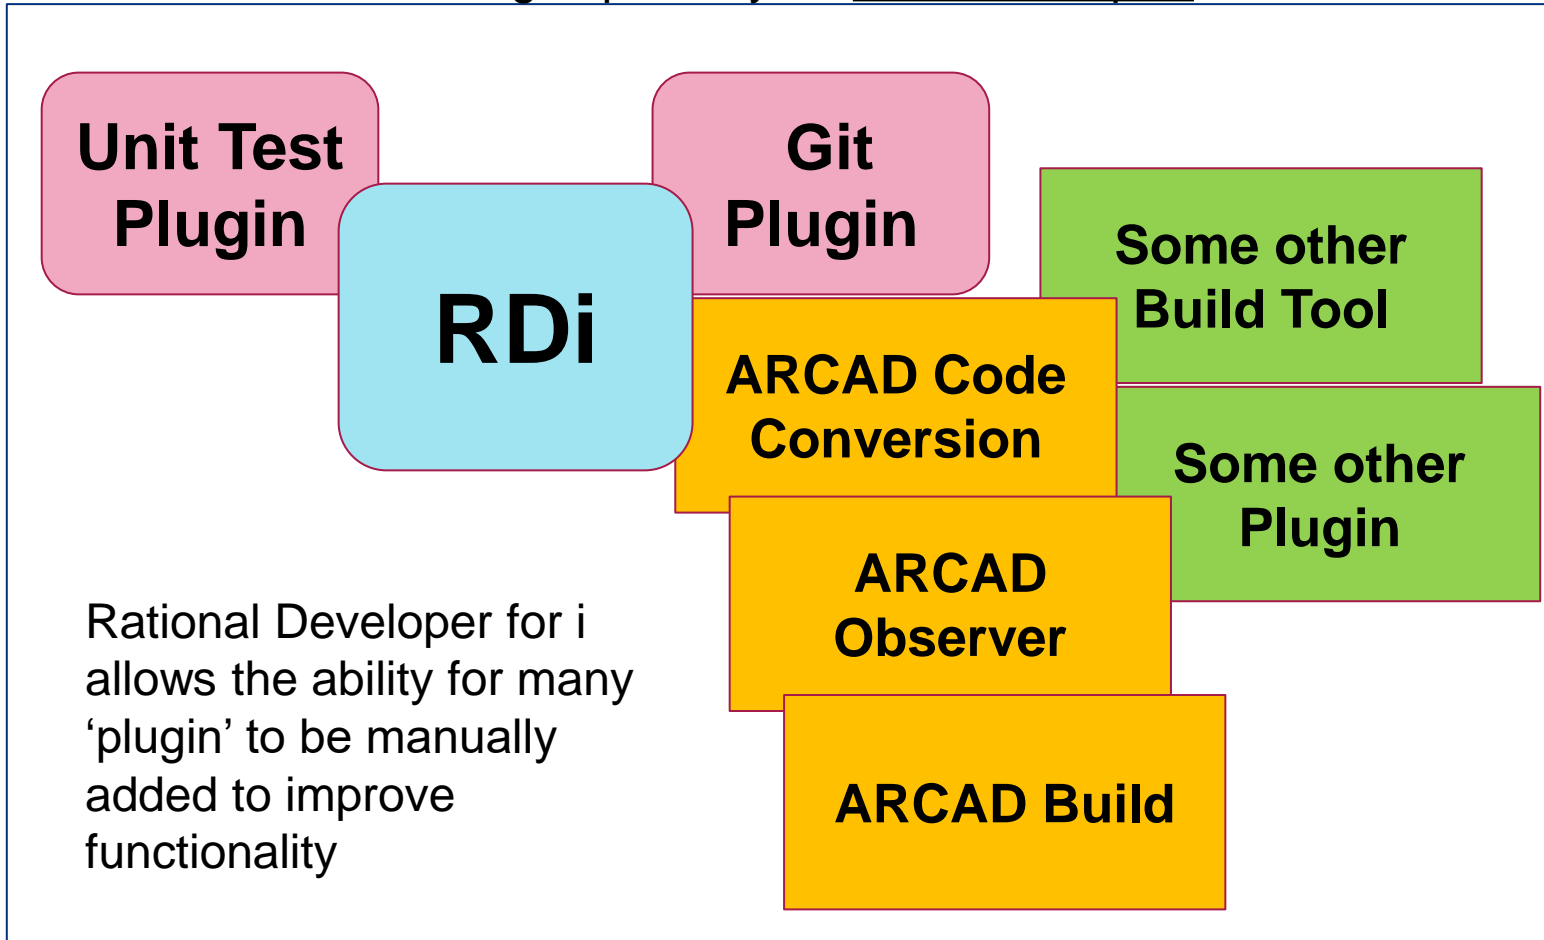 Unit Test
Plugin
Git
Plugin
RDi
Some other
Build Tool
ARCAD Code
Conversion
Some other
Plugin
ARCAD
Observer
ARCAD Build
Rational Developer for i
allows the ability for many
‘plugin’ to be manually
added to improve
functionality